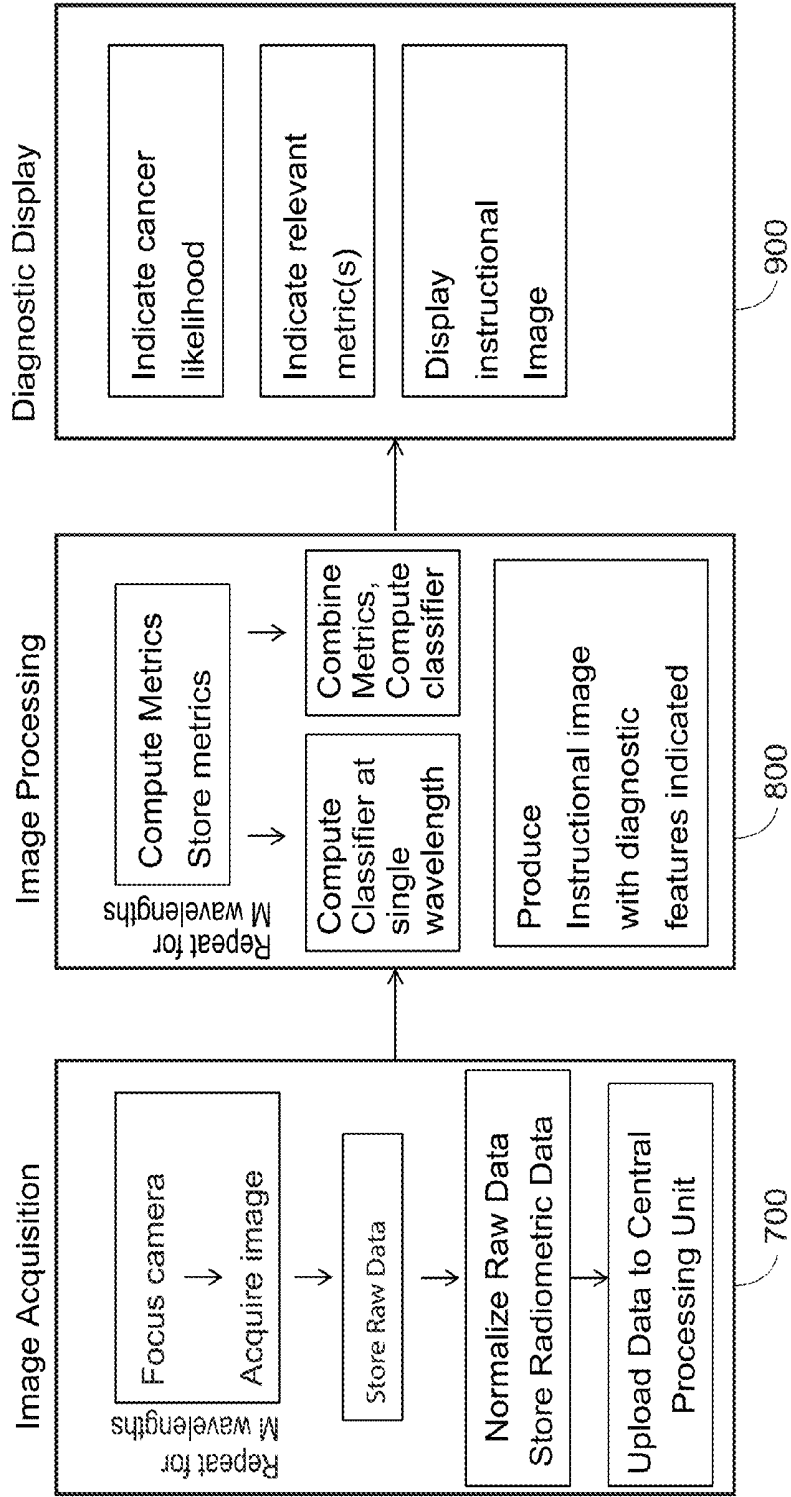 Image Acquisition
Repeat for
M wavelengths
Focus camera
Acquire image
Store Raw Data
Normalize Raw Data
Store Radiometric Data
Upload Data to Central
Processing Unit
700
Image Processing
Repeat for
M wavelengths
Compute Metrics
Store metrics
Compute
Classifier at
single
wavelength
Combine
Metrics,
Compute
classifier
Produce
Instructional image
with diagnostic
features indicated
800
Diagnostic Display
Indicate cancer
likelihood
Indicate relevant
metric(s)
Display
instructional
Image
900